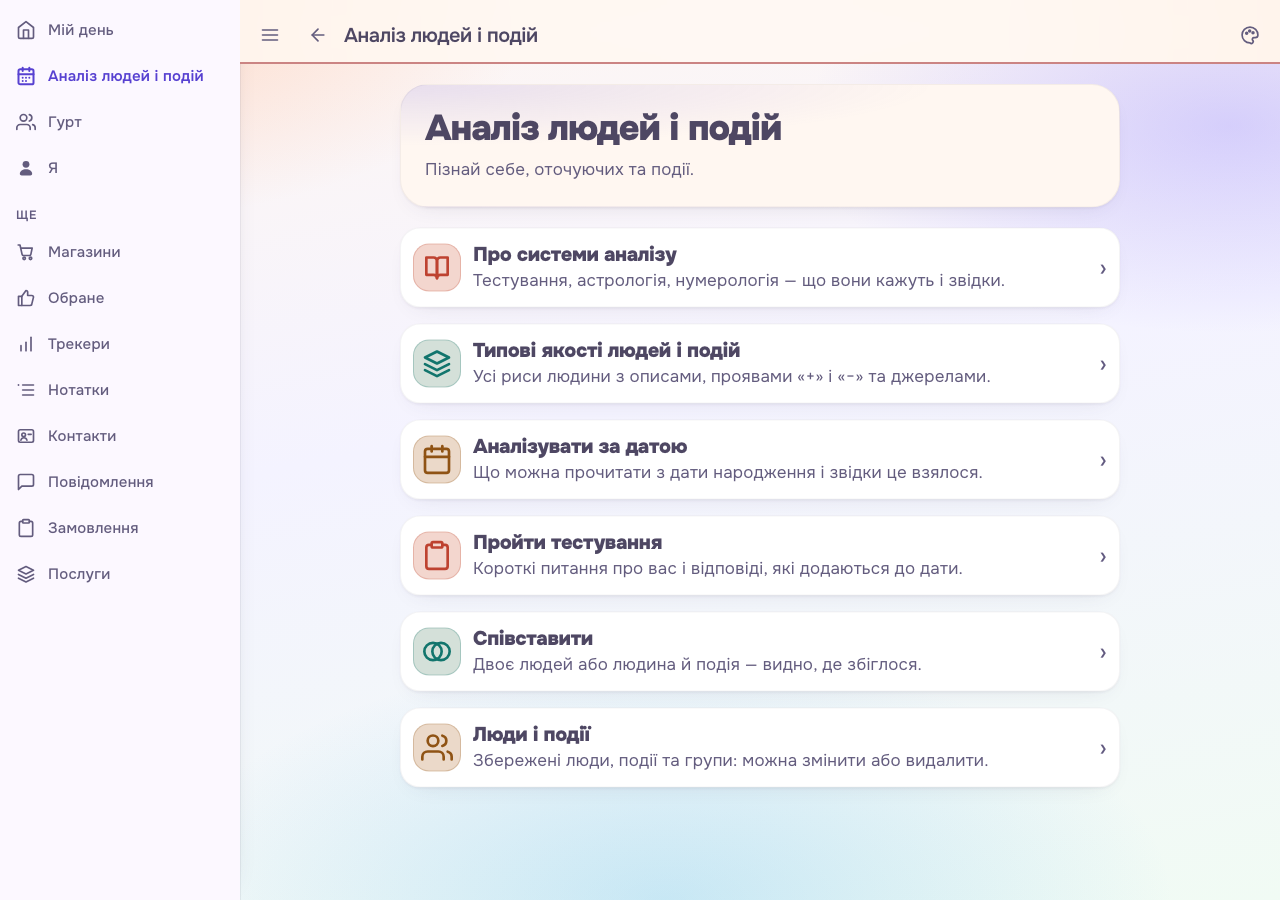 Мій день
Аналіз людей і подій
Гурт
Я
ЩЕ
Магазини
Обране
Трекери
Нотатки
Контакти
Повідомлення
Замовлення
Послуги
Аналіз людей і подій
Аналіз людей і подій
Пізнай себе, оточуючих та події.
Про системи аналізу
Тестування, астрологія, нумерологія — що вони кажуть і звідки.
Типові якості людей і подій
Усі риси людини з описами, проявами «+» і «−» та джерелами.
Аналізувати за датою
Що можна прочитати з дати народження і звідки це взялося.
Пройти тестування
Короткі питання про вас і відповіді, які додаються до дати.
Співставити
Двоє людей або людина й подія — видно, де збіглося.
Люди і події
Збережені люди, події та групи: можна змінити або видалити.